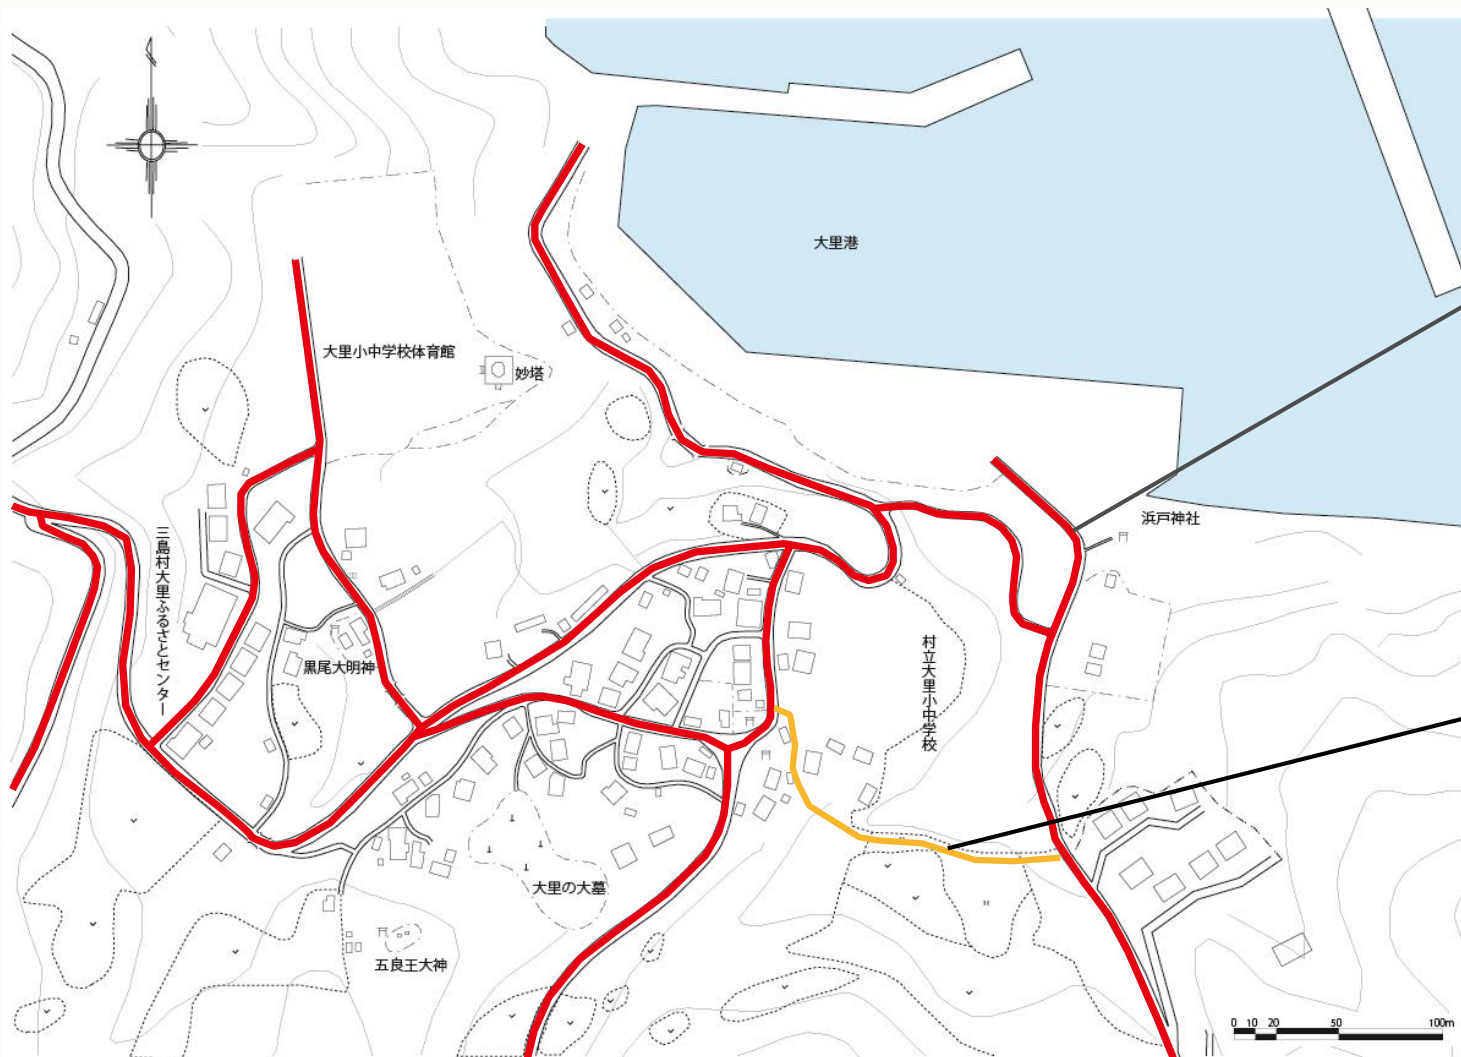 大里港
大里小中学校体育館
妙塔
浜戸神社
三島村大里ふるさとセンター
黒尾大明神
村立大里小中学校
大里の大墓
五良王大神
0 10 20 50 100m